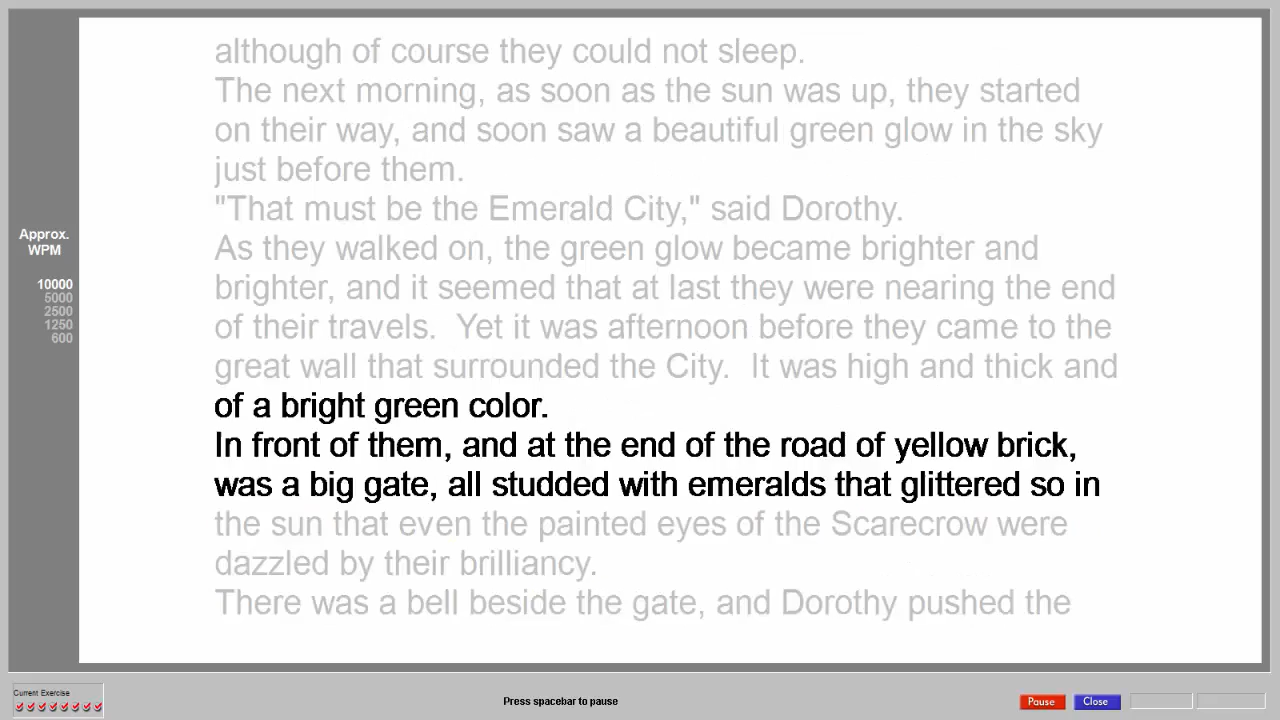 although of course they could not sleep.
The next morning, as soon as the sun was up, they started
on their way, and soon saw a beautiful green glow in the sky
just before them.
"That must be the Emerald City," said Dorothy.
As they walked on, the green glow became brighter and
brighter, and it seemed that at last they were nearing the end
of their travels.  Yet it was afternoon before they came to the
great wall that surrounded the City.  It was high and thick and
of a bright green color.
In front of them, and at the end of the road of yellow brick,
was a big gate, all studded with emeralds that glittered so in
the sun that even the painted eyes of the Scarecrow were
dazzled by their brilliancy.
There was a bell beside the gate, and Dorothy pushed the
Approx.
WPM
10000
5000
2500
1250
600
Current Exercise
Press spacebar to pause
Pause
Close